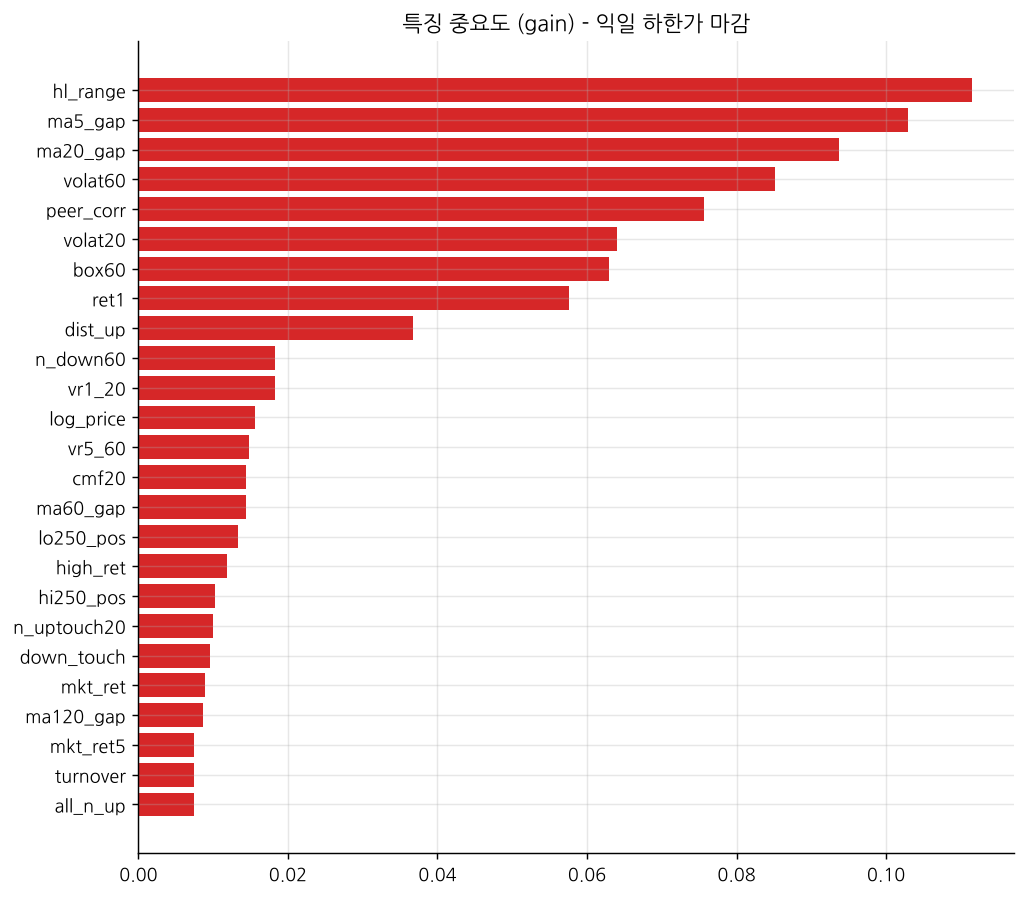 특징 중요도 (gain) - 익일 하한가 마감
hl_range
ma5_gap
ma20_gap
volat60
peer_corr
volat20
box60
ret1
dist_up
n_down60
vr1_20
log_price
vr5_60
cmf20
ma60_gap
lo250_pos
high_ret
hi250_pos
n_uptouch20
down_touch
mkt_ret
ma120_gap
mkt_ret5
turnover
all_n_up
0.00 0.02 0.04 0.06 0.08 0.10